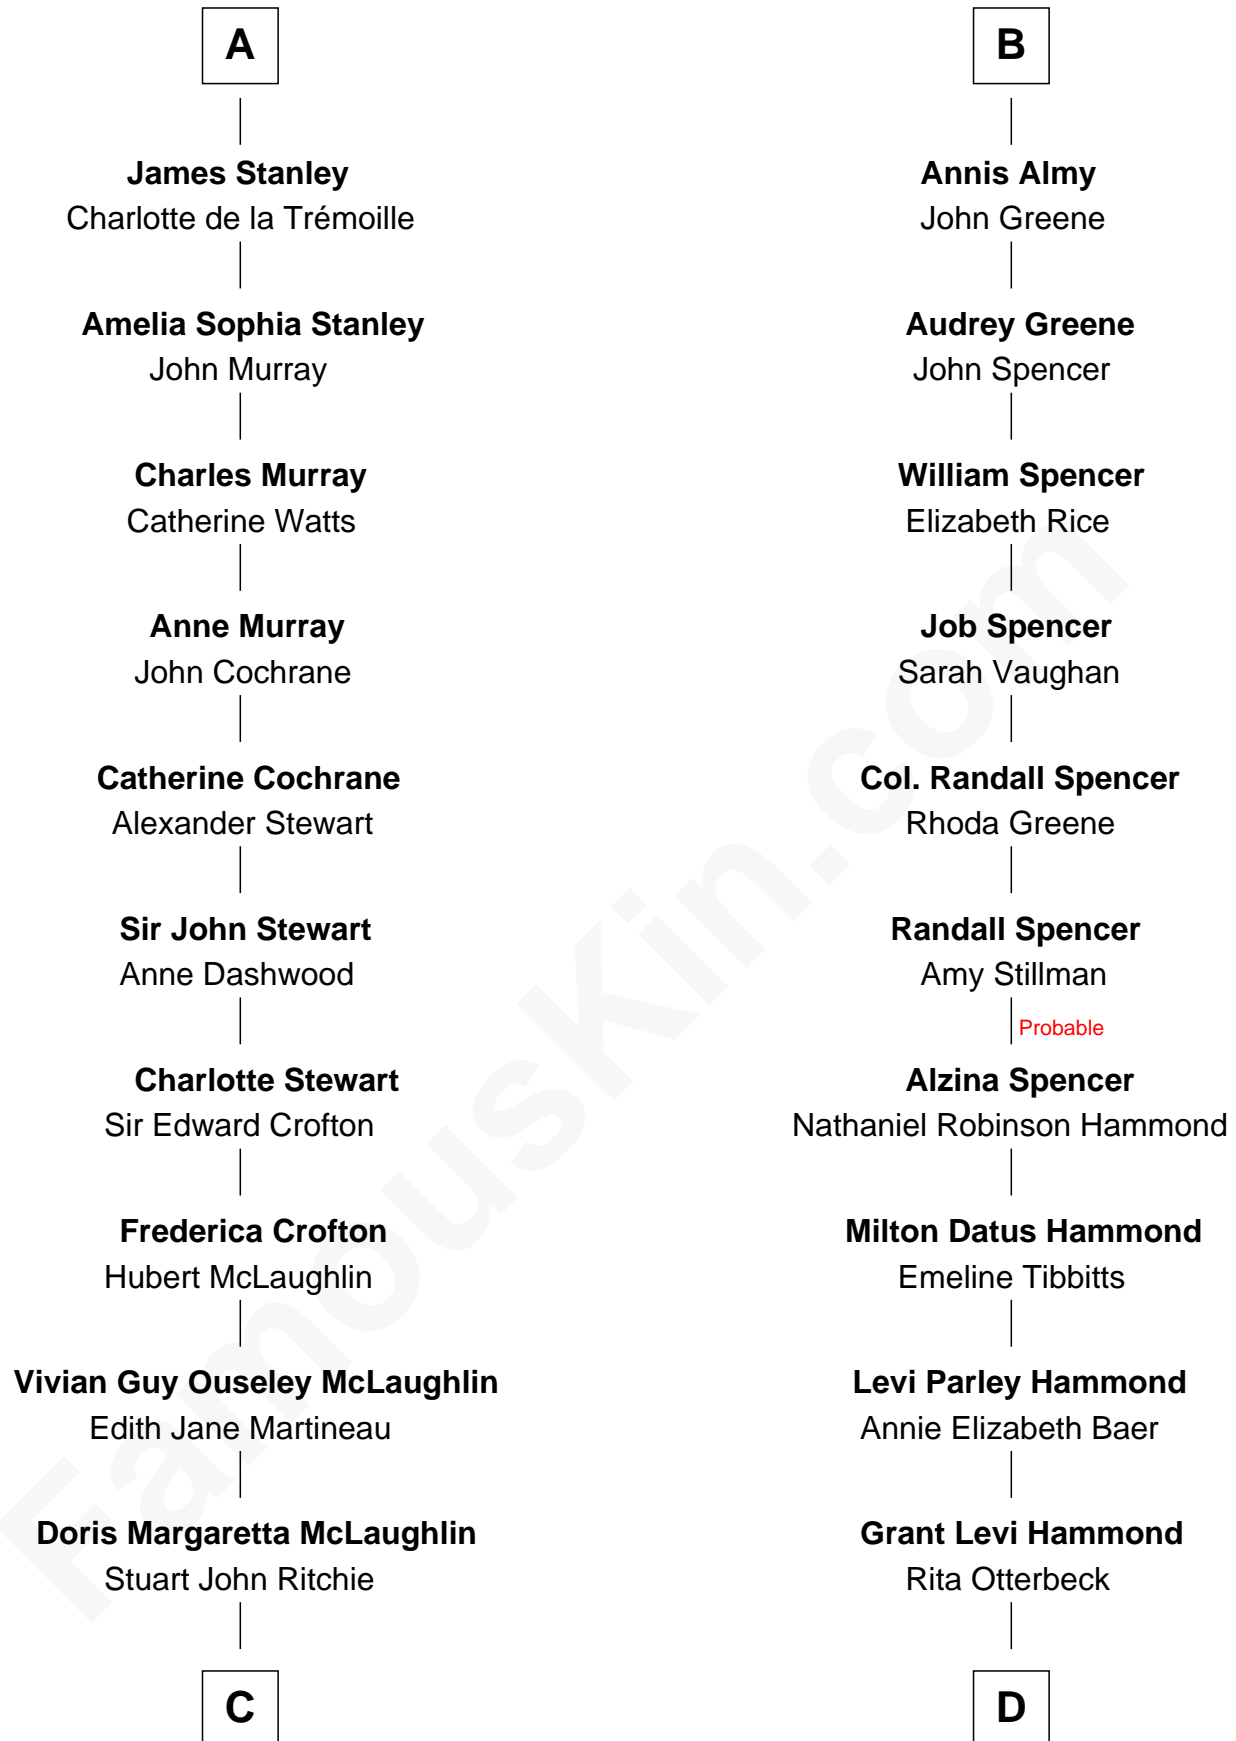 A
James Stanley
Charlotte de la Trémoille
Amelia Sophia Stanley
John Murray
Charles Murray
Catherine Watts
Anne Murray
John Cochrane
Catherine Cochrane
Alexander Stewart
Sir John Stewart
Anne Dashwood
Charlotte Stewart
Sir Edward Crofton
Frederica Crofton
Hubert McLaughlin
Vivian Guy Ouseley McLaughlin
Edith Jane Martineau
Doris Margaretta McLaughlin
Stuart John Ritchie
C
B
Annis Almy
John Greene
Audrey Greene
John Spencer
William Spencer
Elizabeth Rice
Job Spencer
Sarah Vaughan
Col. Randall Spencer
Rhoda Greene
Randall Spencer
Amy Stillman
Probable
Alzina Spencer
Nathaniel Robinson Hammond
Milton Datus Hammond
Emeline Tibbitts
Levi Parley Hammond
Annie Elizabeth Baer
Grant Levi Hammond
Rita Otterbeck
D
FamousKin.com